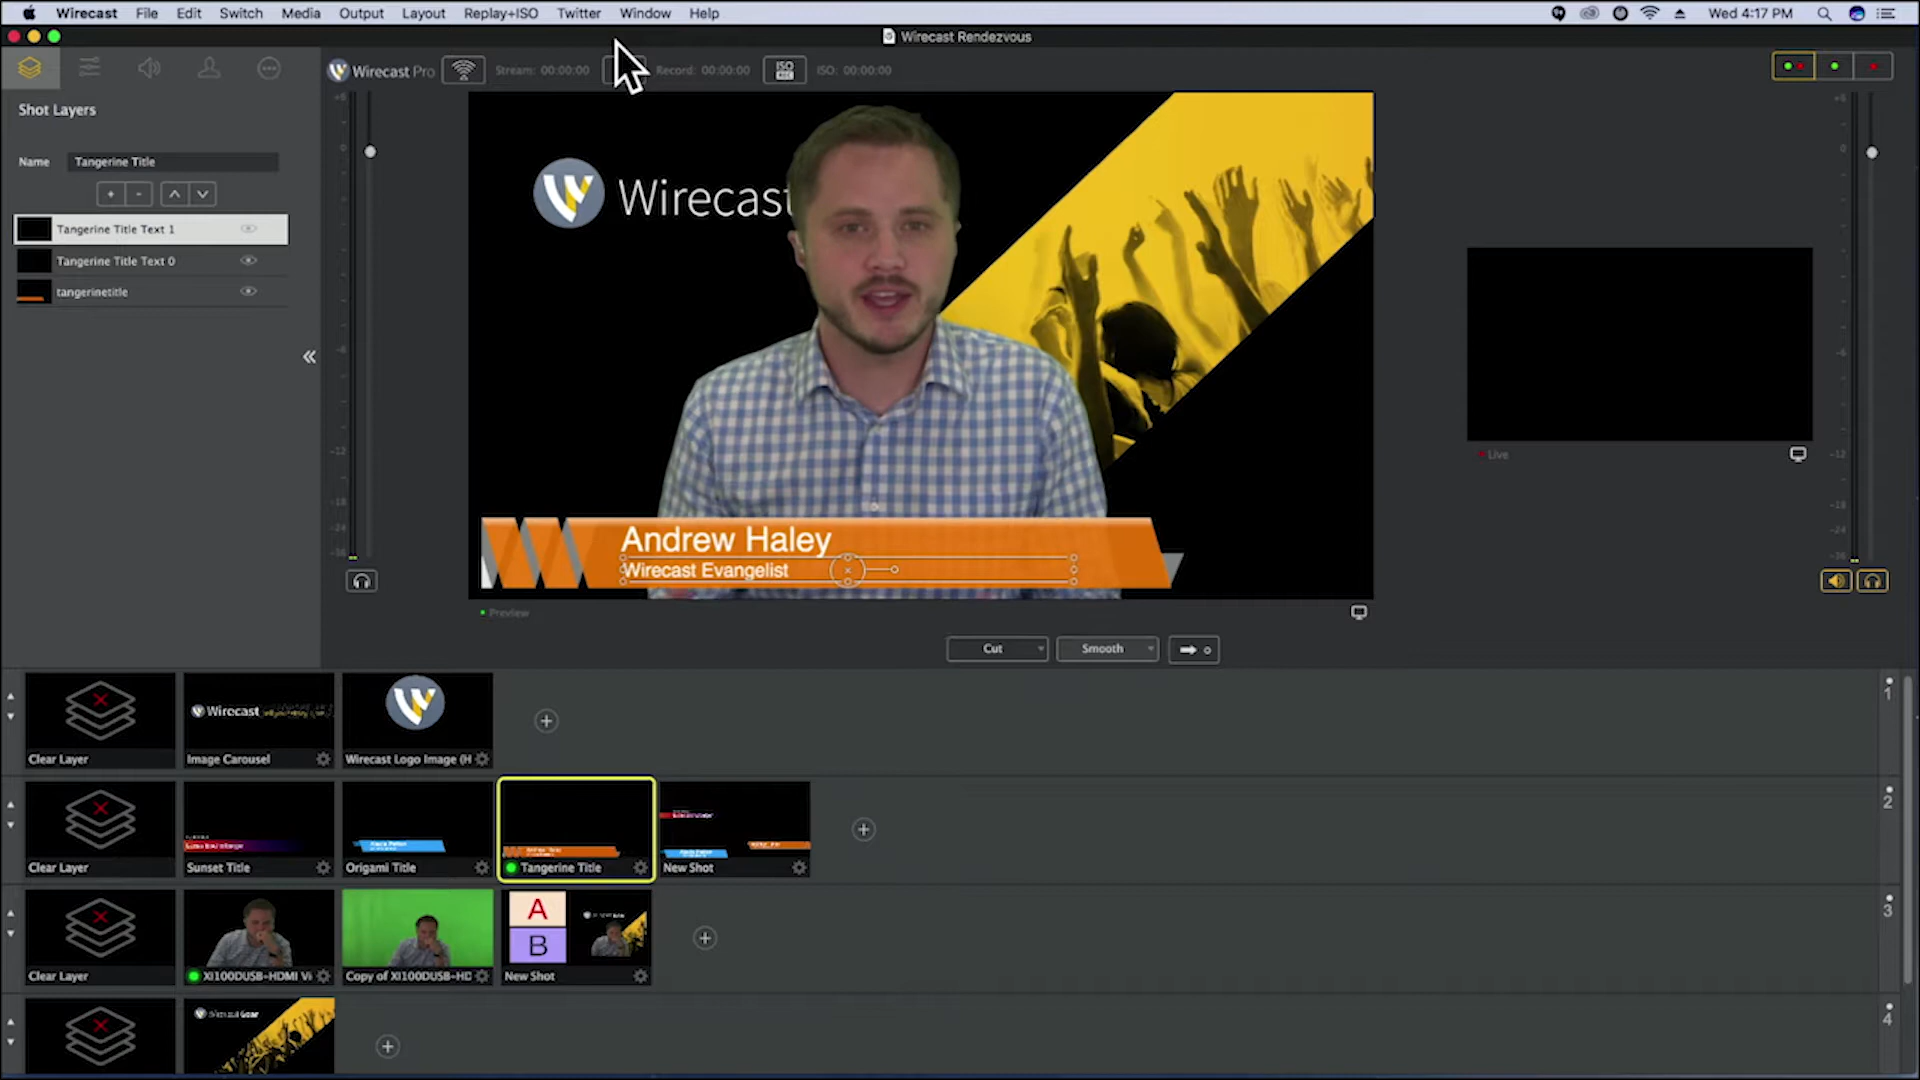 Wirecast File Edit Switch Media Output Layout Replay+ISO Twitter Window Help Wed 4:17 PM
Wirecast Rendezvous
Wirecast Pro Stream: 00:00:00 Record: 00:00:00 ISO REC ISO: 00:00:00
Shot Layers
Name Tangerine Title
+ - 
Tangerine Title Text 1
Tangerine Title Text 0
tangerinetitle
Wirecast
Andrew Haley
Wirecast Evangelist
Preview
Live
Cut Smooth
Wirecast
Clear Layer Image Carousel Wirecast Logo Image (H
1
Clear Layer Sunset Title Origami Title Tangerine Title New Shot
2
A
B
Clear Layer XI100DUSB-HDMI Vi Copy of XI100DUSB-HD New Shot
3
Wirecast Gear
4